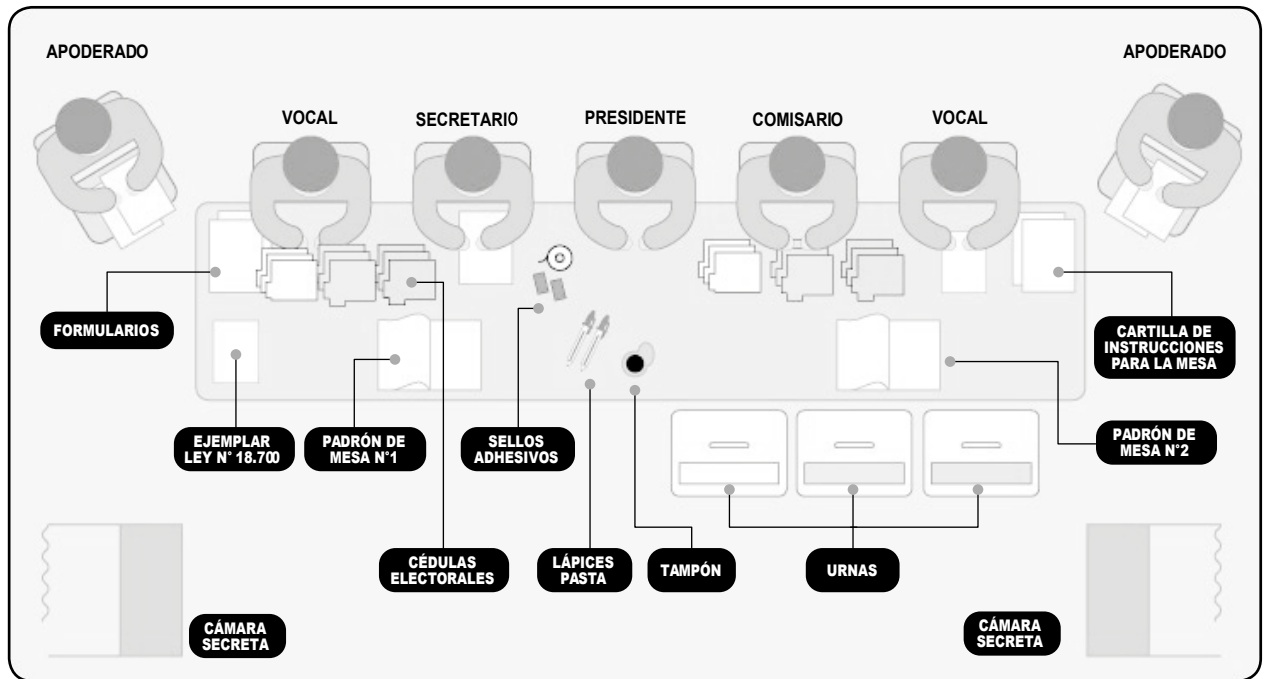 APODERADO
APODERADO
VOCAL
SECRETARIO
PRESIDENTE
COMISARIO
VOCAL
FORMULARIOS
CARTILLA DE
INSTRUCCIONES
PARA LA MESA
EJEMPLAR
LEY N° 18.700
PADRÓN DE
MESA N°1
SELLOS
ADHESIVOS
PADRÓN DE
MESA N°2
CÉDULAS
ELECTORALES
LÁPICES
PASTA
TAMPÓN
URNAS
CÁMARA
SECRETA
CÁMARA
SECRETA